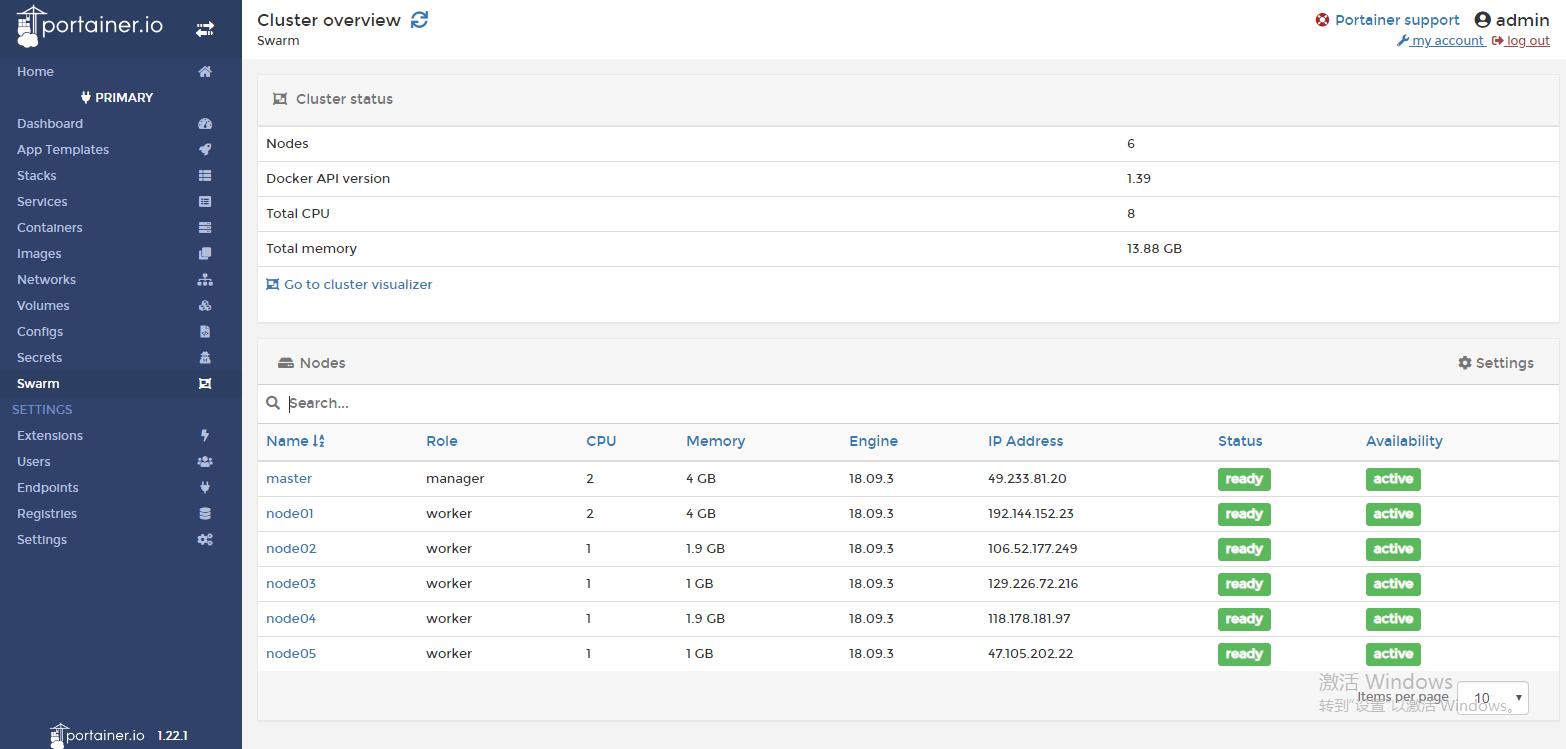 portainer.io
Home
PRIMARY
Dashboard
App Templates
Stacks
Services
Containers
Images
Networks
Volumes
Configs
Secrets
Swarm
SETTINGS
Extensions
Users
Endpoints
Registries
Settings
portainer.io 1.22.1
Cluster overview
Swarm
Portainer support admin
my account log out
Cluster status
Nodes 6
Docker API version 1.39
Total CPU 8
Total memory 13.88 GB
Go to cluster visualizer
Nodes Settings
Search...
Name Role CPU Memory Engine IP Address Status Availability
master manager 2 4 GB 18.09.3 49.233.81.20 ready active
node01 worker 2 4 GB 18.09.3 192.144.152.23 ready active
node02 worker 1 1.9 GB 18.09.3 106.52.177.249 ready active
node03 worker 1 1 GB 18.09.3 129.226.72.216 ready active
node04 worker 1 1.9 GB 18.09.3 118.178.181.97 ready active
node05 worker 1 1 GB 18.09.3 47.105.202.22 ready active
激活 Windows
Items per page 10
转到"设置"以激活 Windows。